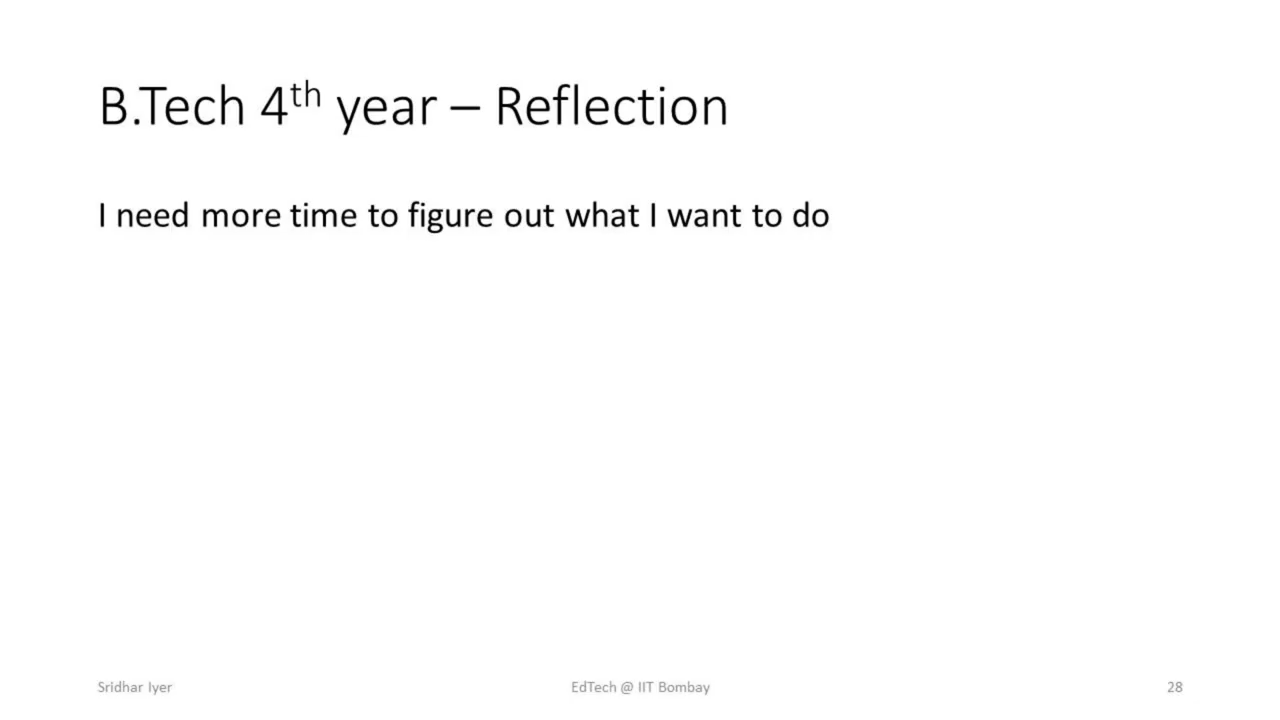 B.Tech 4th year – Reflection
I need more time to figure out what I want to do
Sridhar Iyer
EdTech @ IIT Bombay
28